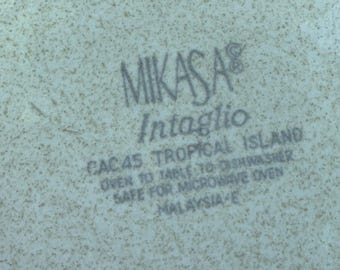 MIKASA
Intaglio
CAC45 TROPICAL ISLAND
OVEN TO TABLE TO DISHWASHER
SAFE FOR MICROWAVE OVEN
MALAYSIA-E